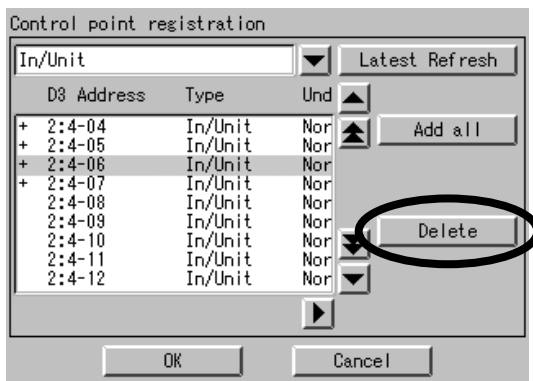 Control point registration
In/Unit Latest Refresh
D3 Address Type Und
+ 2:4-04 In/Unit Nor
+ 2:4-05 In/Unit Nor
+ 2:4-06 In/Unit Nor
+ 2:4-07 In/Unit Nor
2:4-08 In/Unit Nor
2:4-09 In/Unit Nor
2:4-10 In/Unit Nor
2:4-11 In/Unit Nor
2:4-12 In/Unit Nor
Add all
Delete
OK Cancel